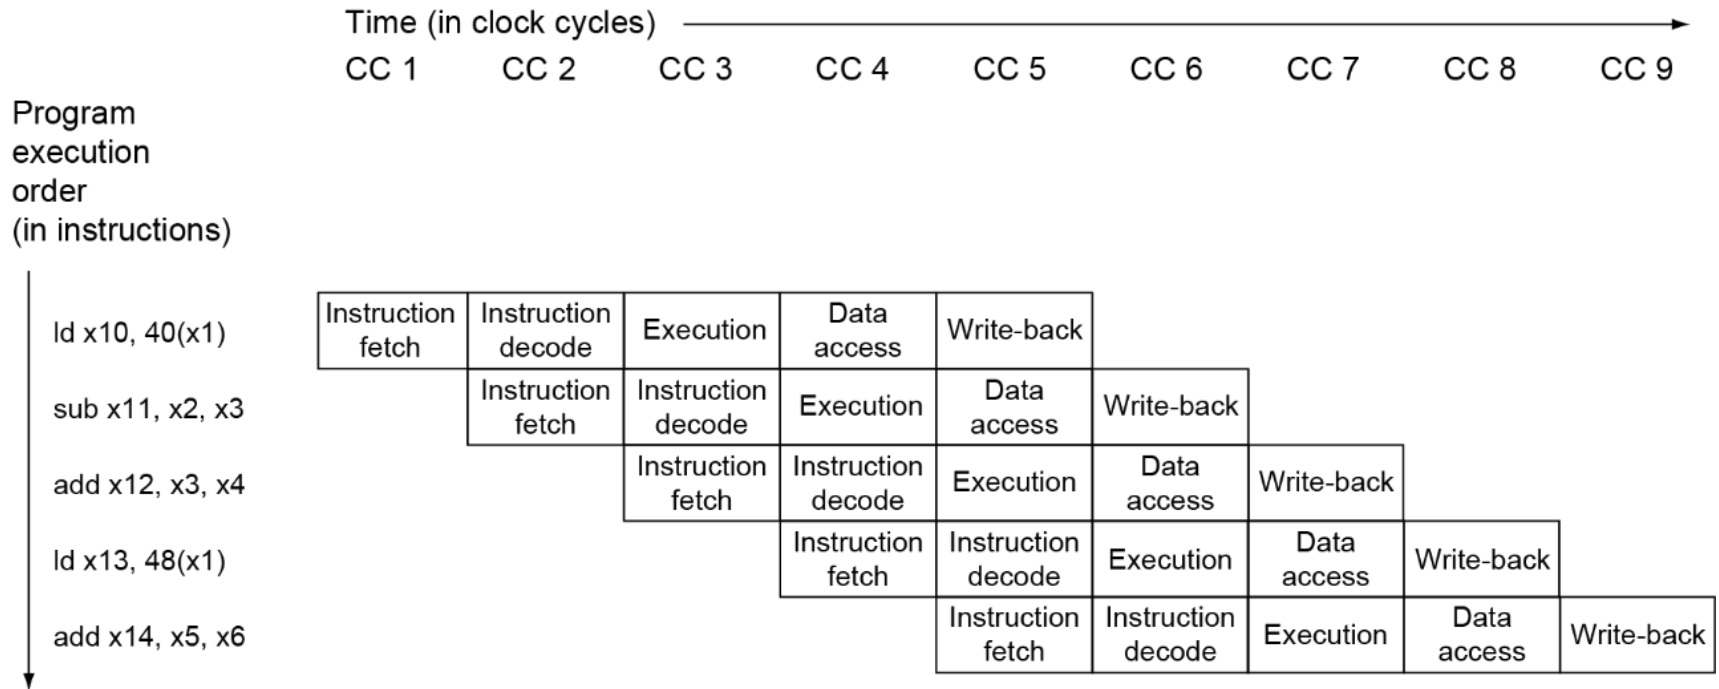 Time (in clock cycles)
CC 1 CC 2 CC 3 CC 4 CC 5 CC 6 CC 7 CC 8 CC 9
Program
execution
order
(in instructions)
ld x10, 40(x1)
Instruction
fetch
Instruction
decode
Execution
Data
access
Write-back
sub x11, x2, x3
Instruction
fetch
Instruction
decode
Execution
Data
access
Write-back
add x12, x3, x4
Instruction
fetch
Instruction
decode
Execution
Data
access
Write-back
ld x13, 48(x1)
Instruction
fetch
Instruction
decode
Execution
Data
access
Write-back
add x14, x5, x6
Instruction
fetch
Instruction
decode
Execution
Data
access
Write-back